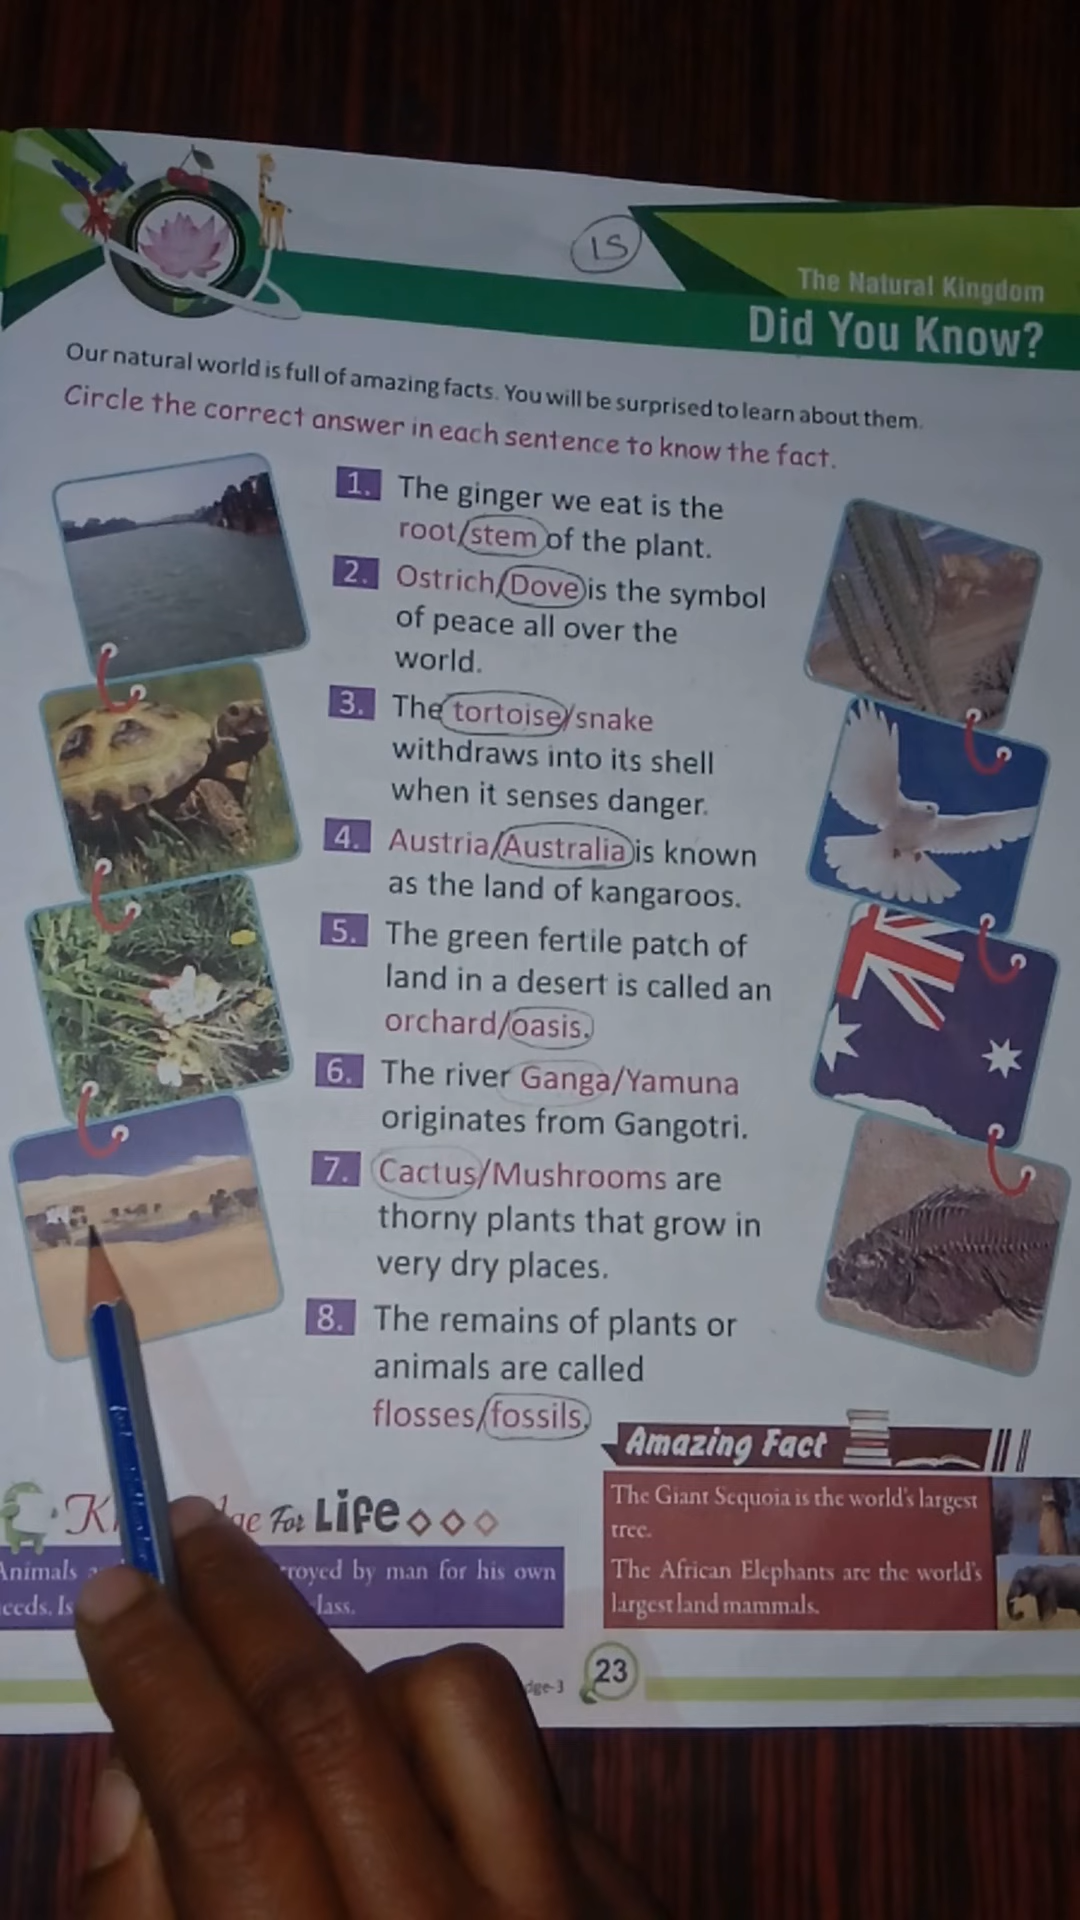 15
The Natural Kingdom
Did You Know?
Our natural world is full of amazing facts. You will be surprised to learn about them.
Circle the correct answer in each sentence to know the fact.
1. The ginger we eat is the
root/stem of the plant.
2. Ostrich/Dove is the symbol
of peace all over the
world.
3. The tortoise/snake
withdraws into its shell
when it senses danger.
4. Austria/Australia is known
as the land of kangaroos.
5. The green fertile patch of
land in a desert is called an
orchard/oasis.
6. The river Ganga/Yamuna
originates from Gangotri.
7. Cactus/Mushrooms are
thorny plants that grow in
very dry places.
8. The remains of plants or
animals are called
flosses/fossils.
Amazing Fact
The Giant Sequoia is the world's largest
tree.
The African Elephants are the world's
largest land mammals.
For Life
Animals by man for his own
Is
23